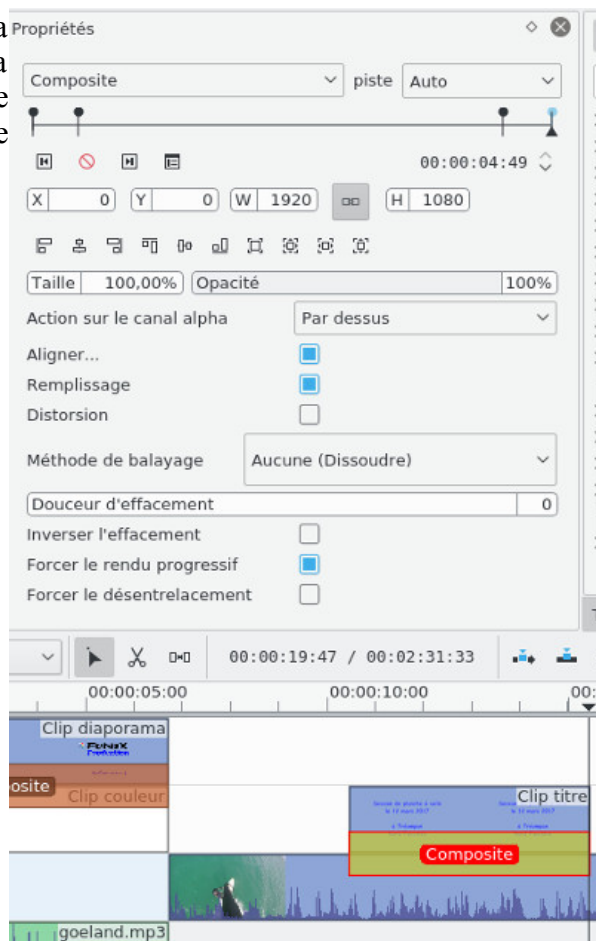 a
a
e
e
Propriétés
Composite piste Auto
00:00:04:49
X 0 Y 0 W 1920 H 1080
Taille 100,00% Opacité 100%
Action sur le canal alpha Par dessus
Aligner...
Remplissage
Distorsion
Méthode de balayage Aucune (Dissoudre)
Douceur d'effacement 0
Inverser l'effacement
Forcer le rendu progressif
Forcer le désentrelacement
00:00:19:47 / 00:02:31:33
00:00:05:00 00:00:10:00 00:
Clip diaporama
Production
osite
Clip couleur
Clip titre
Composite
goeland.mp3